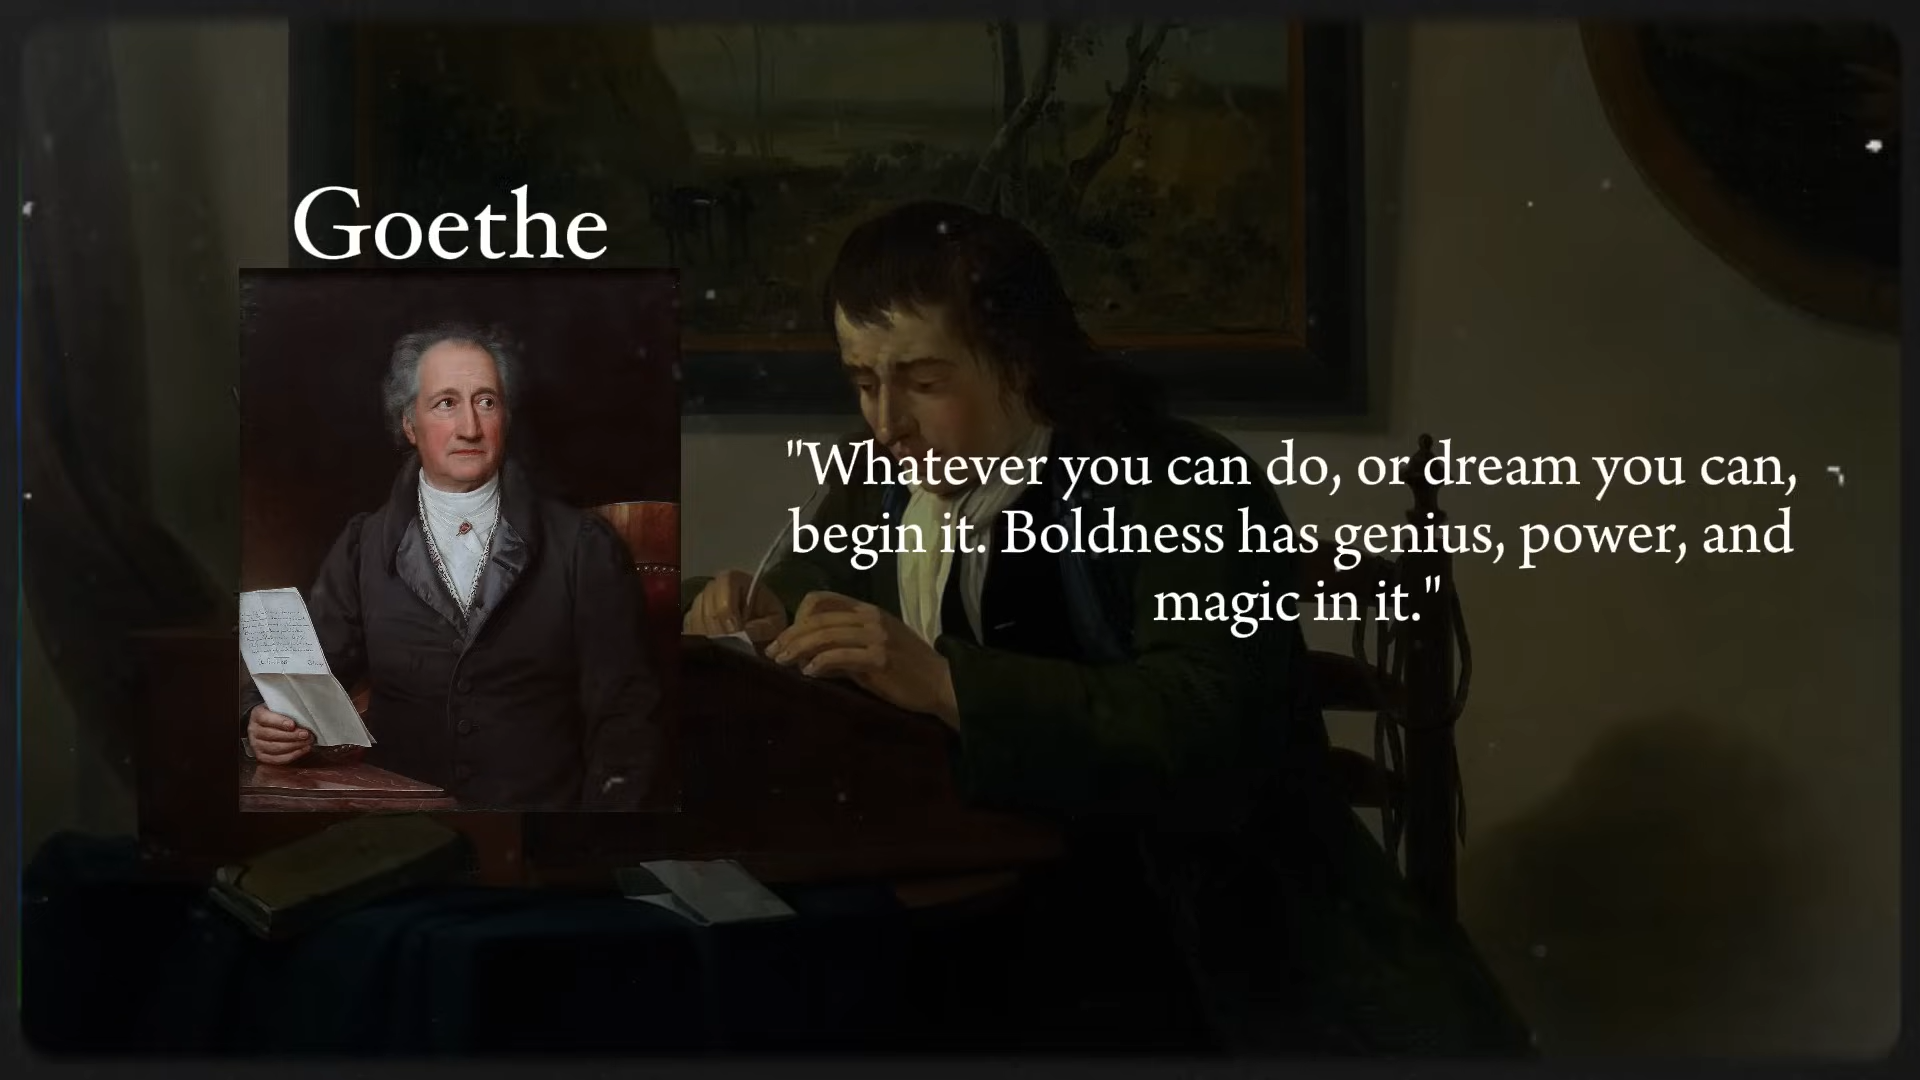 Goethe
"Whatever you can do, or dream you can,
begin it. Boldness has genius, power, and
magic in it."